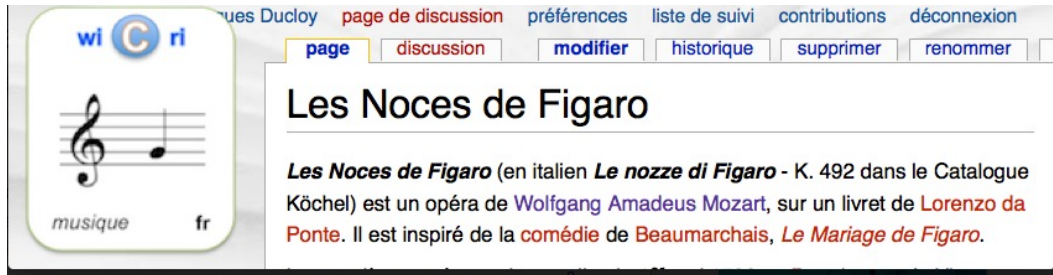 wi C ri
ues Ducloy page de discussion préférences liste de suivi contributions déconnexion
page discussion modifier historique supprimer renommer
musique fr
Les Noces de Figaro
Les Noces de Figaro (en italien Le nozze di Figaro - K. 492 dans le Catalogue
Köchel) est un opéra de Wolfgang Amadeus Mozart, sur un livret de Lorenzo da
Ponte. Il est inspiré de la comédie de Beaumarchais, Le Mariage de Figaro.